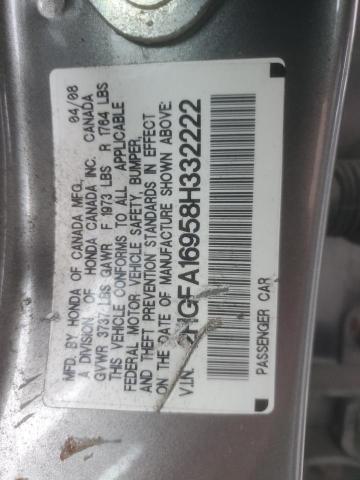 MFD. BY HONDA OF CANADA MFG. 04/08
A DIVISION OF HONDA CANADA INC. CANADA
GVWR 3737 LBS GAWR F 1973 LBS R 1764 LBS
THIS VEHICLE CONFORMS TO ALL APPLICABLE
FEDERAL MOTOR VEHICLE SAFETY, BUMPER,
AND THEFT PREVENTION STANDARDS IN EFFECT
ON THE DATE OF MANUFACTURE SHOWN ABOVE.
V.I.N. 2HGFA16958H332222
PASSENGER CAR